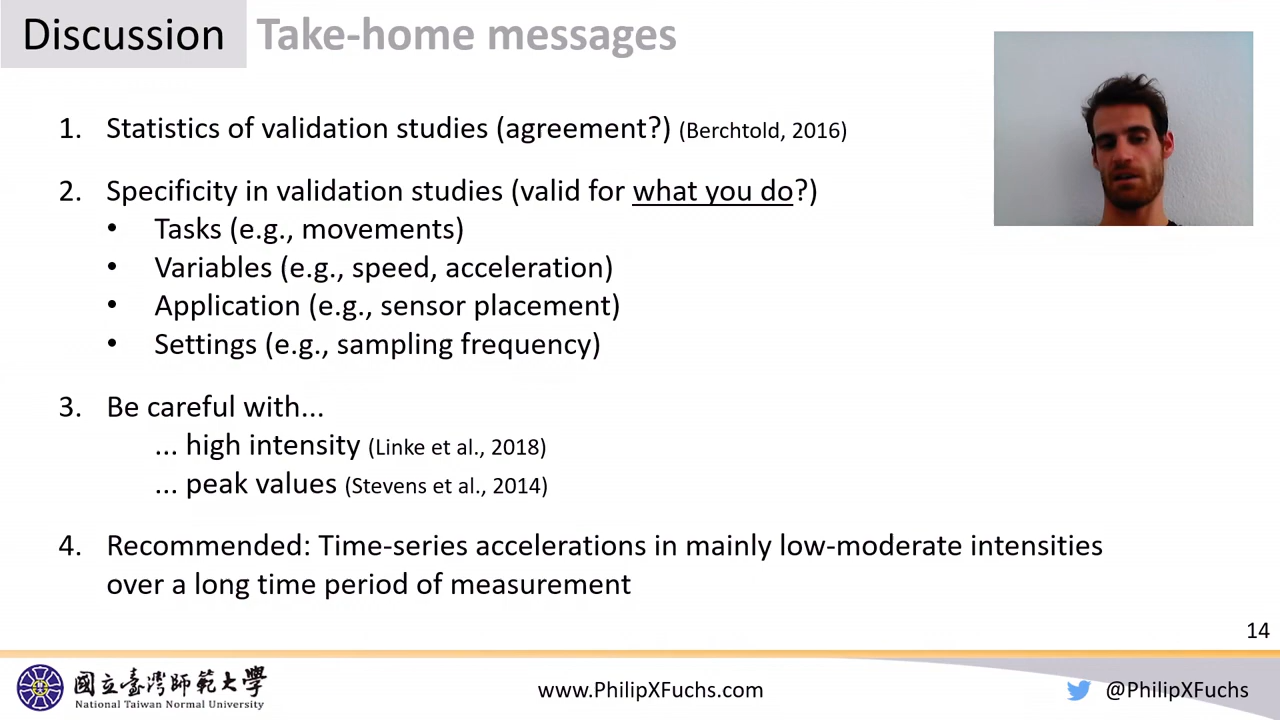 Discussion Take-home messages
1. Statistics of validation studies (agreement?) (Berchtold, 2016)
2. Specificity in validation studies (valid for what you do?)
• Tasks (e.g., movements)
• Variables (e.g., speed, acceleration)
• Application (e.g., sensor placement)
• Settings (e.g., sampling frequency)
3. Be careful with...
... high intensity (Linke et al., 2018)
... peak values (Stevens et al., 2014)
4. Recommended: Time-series accelerations in mainly low-moderate intensities
over a long time period of measurement
14
國立臺灣師範大學
National Taiwan Normal University
www.PhilipXFuchs.com
@PhilipXFuchs